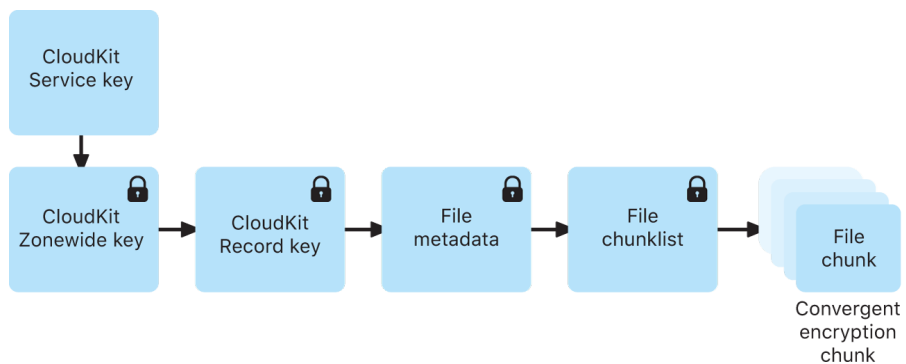 CloudKit
Service key
CloudKit
Zonewide key
CloudKit
Record key
File
metadata
File
chunklist
File
chunk
Convergent
encryption
chunk